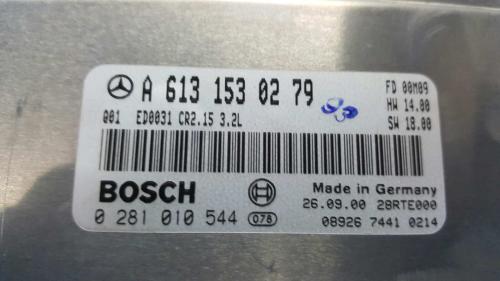 A 613 153 02 79
Q01 ED0031 CR2.15 3.2L
FD 00M09
HW 14.00
SW 18.00
BOSCH
0 281 010 544 078
Made in Germany
26.09.00 28RTE000
08926 7441 0214